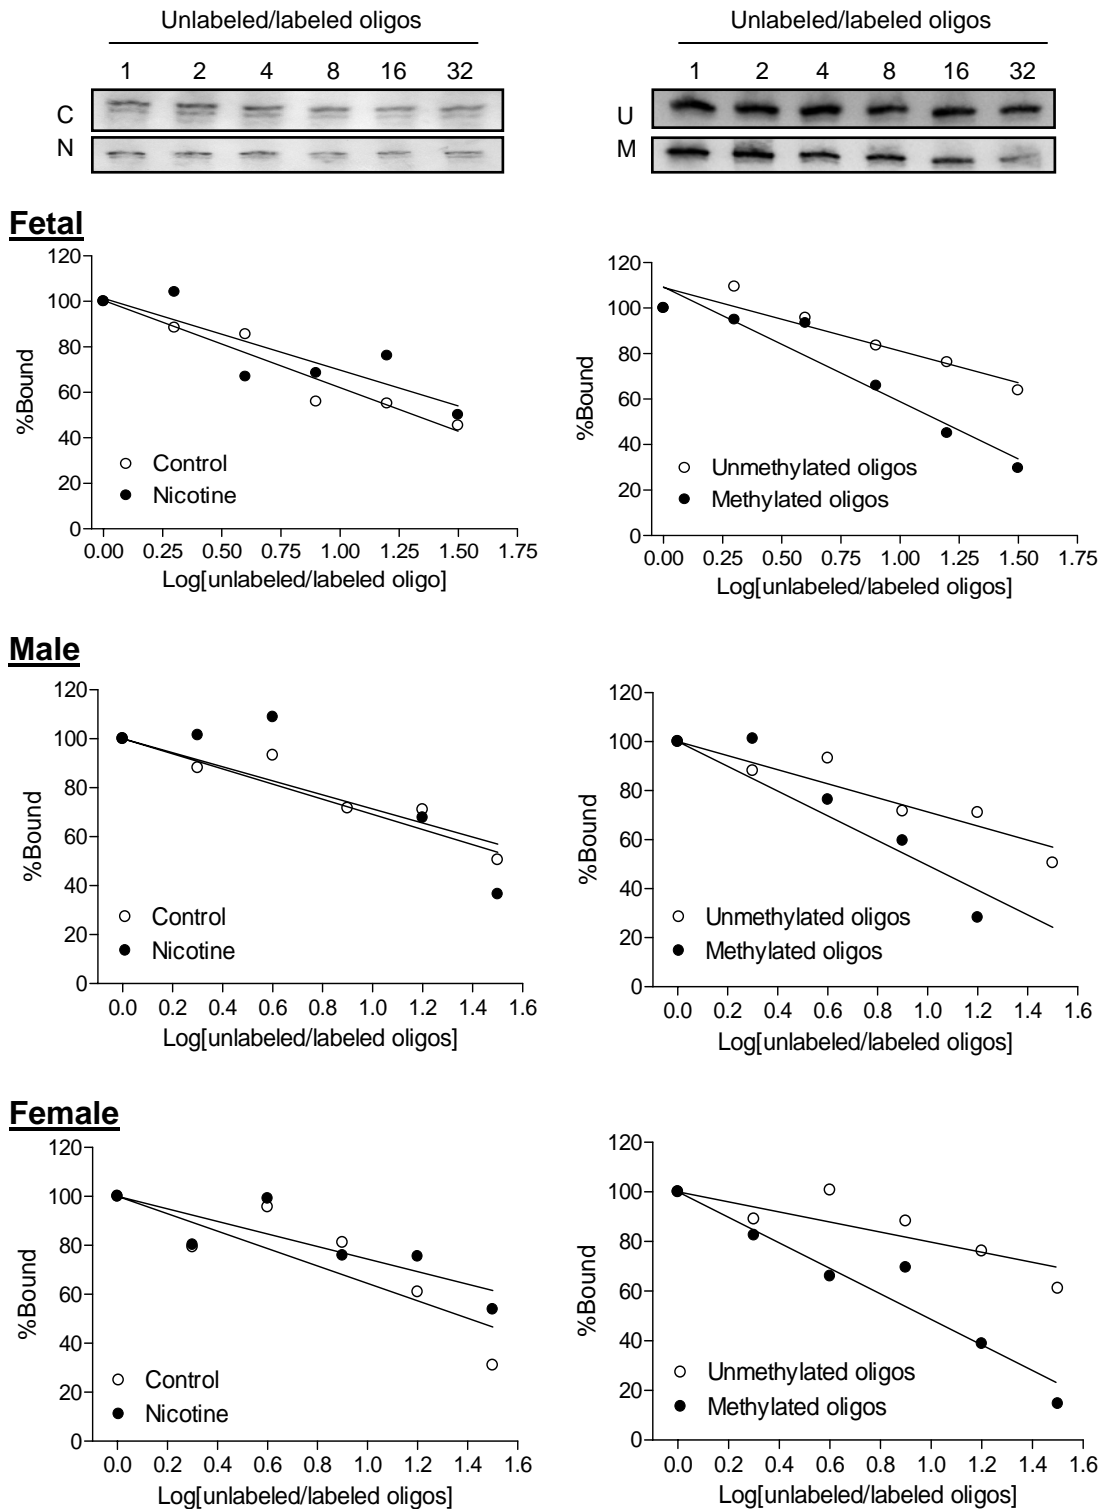 Unlabeled/labeled oligos
1 2 4 8 16 32
C
N
Unlabeled/labeled oligos
1 2 4 8 16 32
U
M
Fetal
120
100
80
60
40
20
0
%Bound
Control
Nicotine
0.00 0.25 0.50 0.75 1.00 1.25 1.50 1.75
Log[unlabeled/labeled oligo]
120
100
80
60
40
20
0
%Bound
Unmethylated oligos
Methylated oligos
0.00 0.25 0.50 0.75 1.00 1.25 1.50 1.75
Log[unlabeled/labeled oligos]
Male
120
100
80
60
40
20
0
%Bound
Control
Nicotine
0.0 0.2 0.4 0.6 0.8 1.0 1.2 1.4 1.6
Log[unlabeled/labeled oligos]
120
100
80
60
40
20
0
%Bound
Unmethylated oligos
Methylated oligos
0.0 0.2 0.4 0.6 0.8 1.0 1.2 1.4 1.6
Log[unlabeled/labeled oligos]
Female
120
100
80
60
40
20
0
%Bound
Control
Nicotine
0.0 0.2 0.4 0.6 0.8 1.0 1.2 1.4 1.6
Log[unlabeled/labeled oligos]
120
100
80
60
40
20
0
%Bound
Unmethylated oligos
Methylated oligos
0.0 0.2 0.4 0.6 0.8 1.0 1.2 1.4 1.6
Log[unlabeled/labeled oligos]